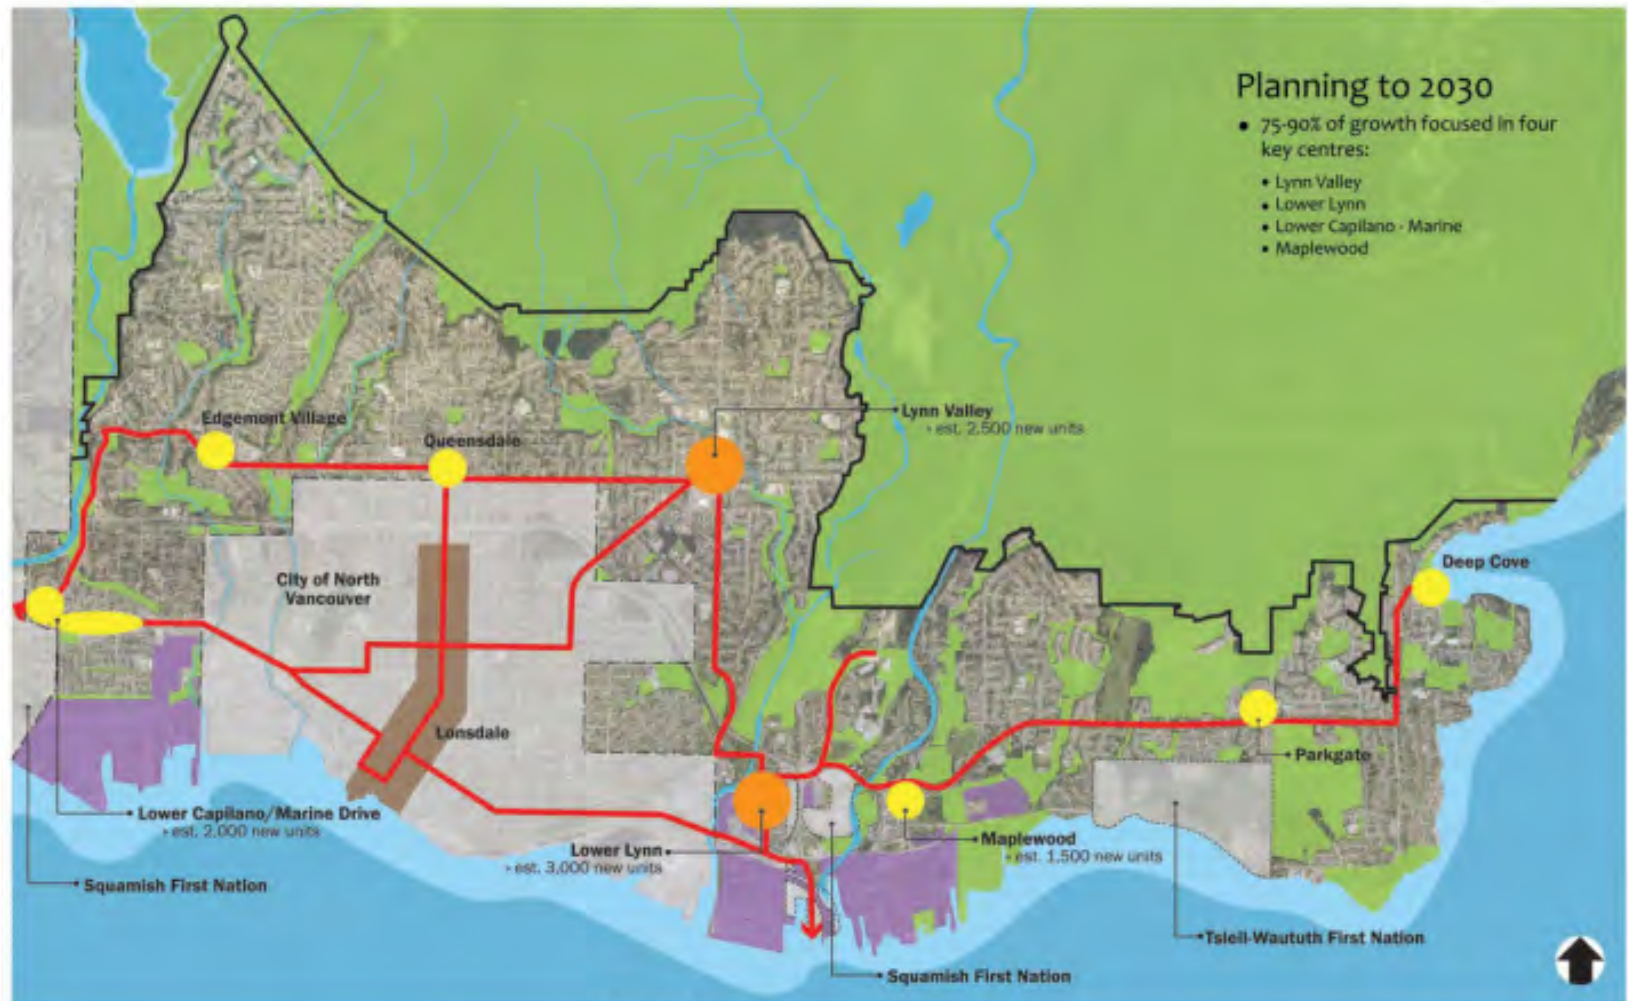 Planning to 2030
• 75-90% of growth focused in four
key centres:
• Lynn Valley
• Lower Lynn
• Lower Capilano - Marine
• Maplewood
Edgemont Village
Queensdale
Lynn Valley
› est. 2,500 new units
City of North
Vancouver
Deep Cove
Lonsdale
Parkgate
Lower Capilano/Marine Drive
› est. 2,000 new units
Lower Lynn
› est. 3,000 new units
Maplewood
› est. 1,500 new units
Squamish First Nation
Tsleil-Waututh First Nation
Squamish First Nation